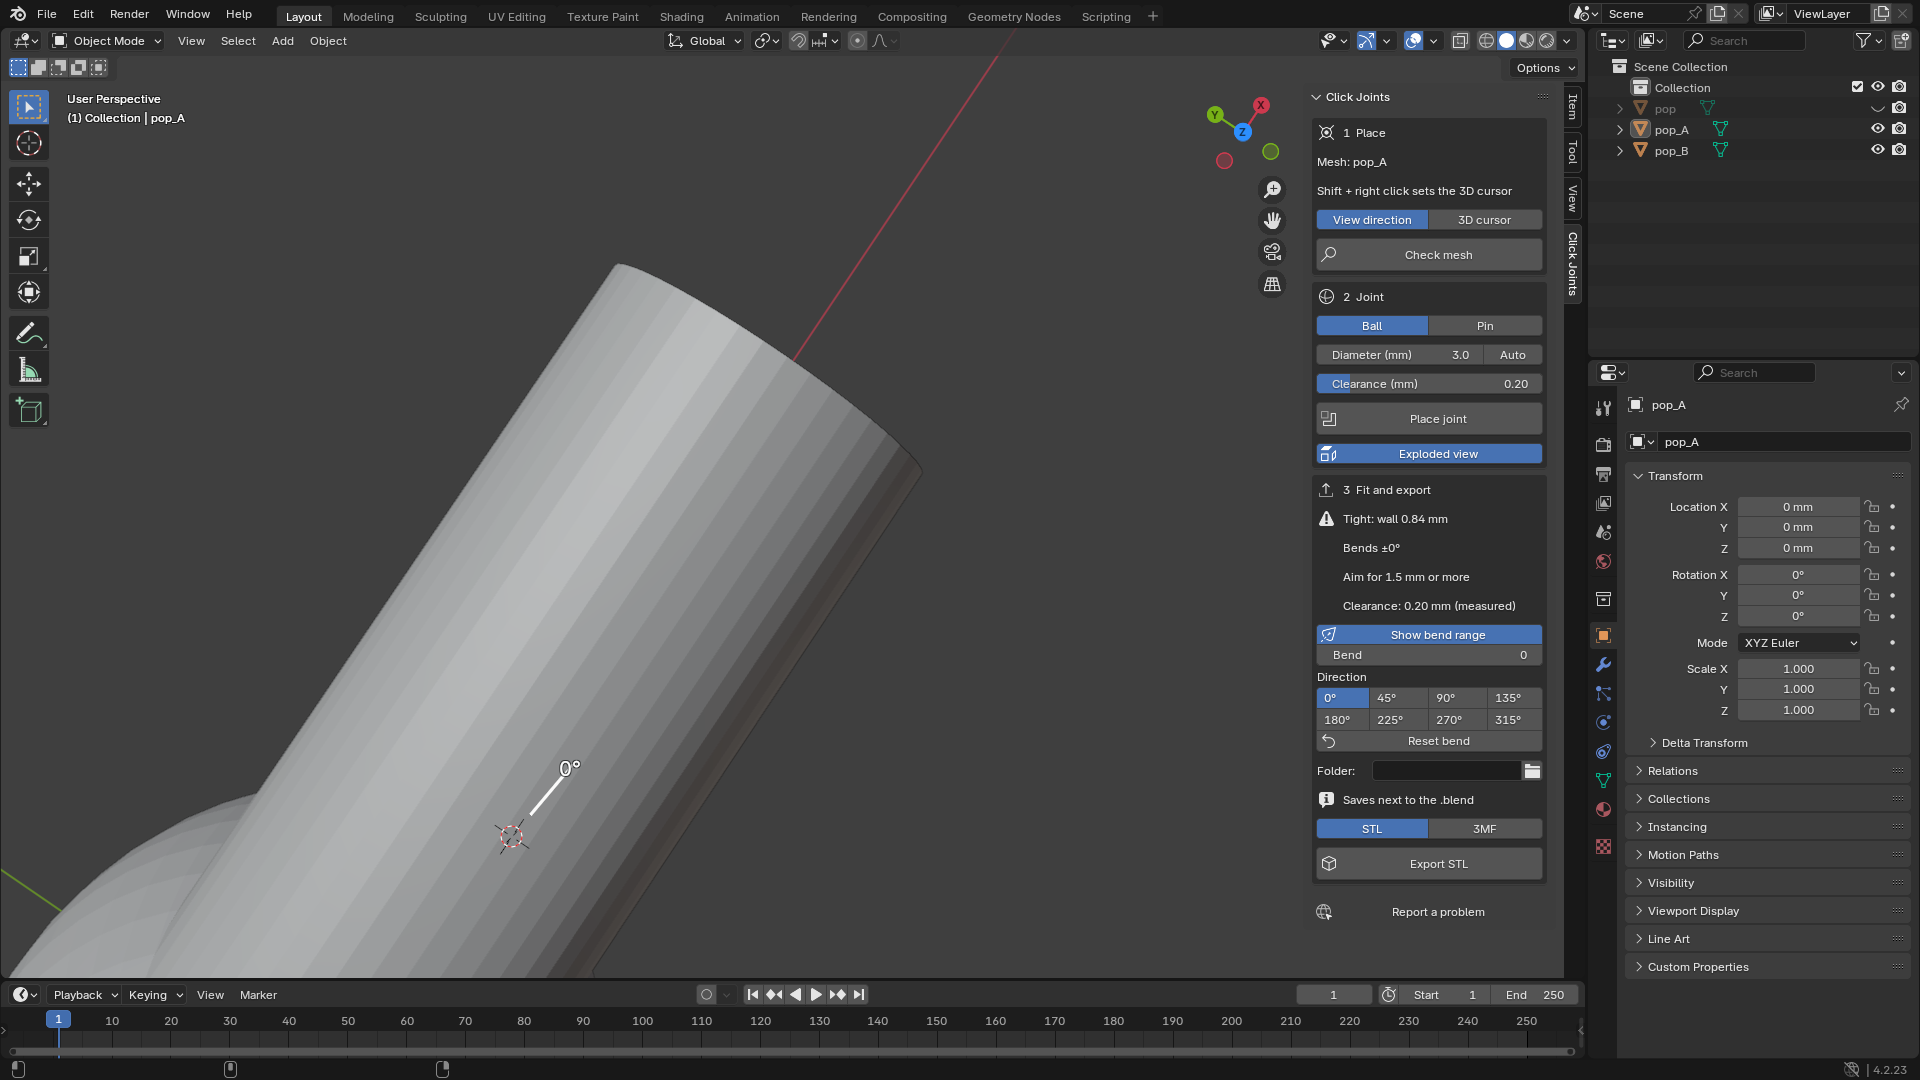 File Edit Render Window Help
Layout Modeling Sculpting UV Editing Texture Paint Shading Animation Rendering Compositing Geometry Nodes Scripting
Scene
ViewLayer
Object Mode View Select Add Object
Global
Options
User Perspective
(1) Collection | pop_A
X
Y
Z
0°
Click Joints
1 Place
Mesh: pop_A
Shift + right click sets the 3D cursor
View direction 3D cursor
Check mesh
2 Joint
Ball Pin
Diameter (mm) 3.0 Auto
Clearance (mm) 0.20
Place joint
Exploded view
3 Fit and export
Tight: wall 0.84 mm
Bends ±0°
Aim for 1.5 mm or more
Clearance: 0.20 mm (measured)
Show bend range
Bend 0
Direction
0° 45° 90° 135°
180° 225° 270° 315°
Reset bend
Folder:
Saves next to the .blend
STL 3MF
Export STL
Report a problem
Item
Tool
View
Click Joints
Search
Scene Collection
Collection
pop
pop_A
pop_B
Search
pop_A
pop_A
Transform
Location X 0 mm
Y 0 mm
Z 0 mm
Rotation X 0°
Y 0°
Z 0°
Mode XYZ Euler
Scale X 1.000
Y 1.000
Z 1.000
Delta Transform
Relations
Collections
Instancing
Motion Paths
Visibility
Viewport Display
Line Art
Custom Properties
Playback Keying View Marker
1
Start 1
End 250
1 10 20 30 40 50 60 70 80 90 100 110 120 130 140 150 160 170 180 190 200 210 220 230 240 250
4.2.23